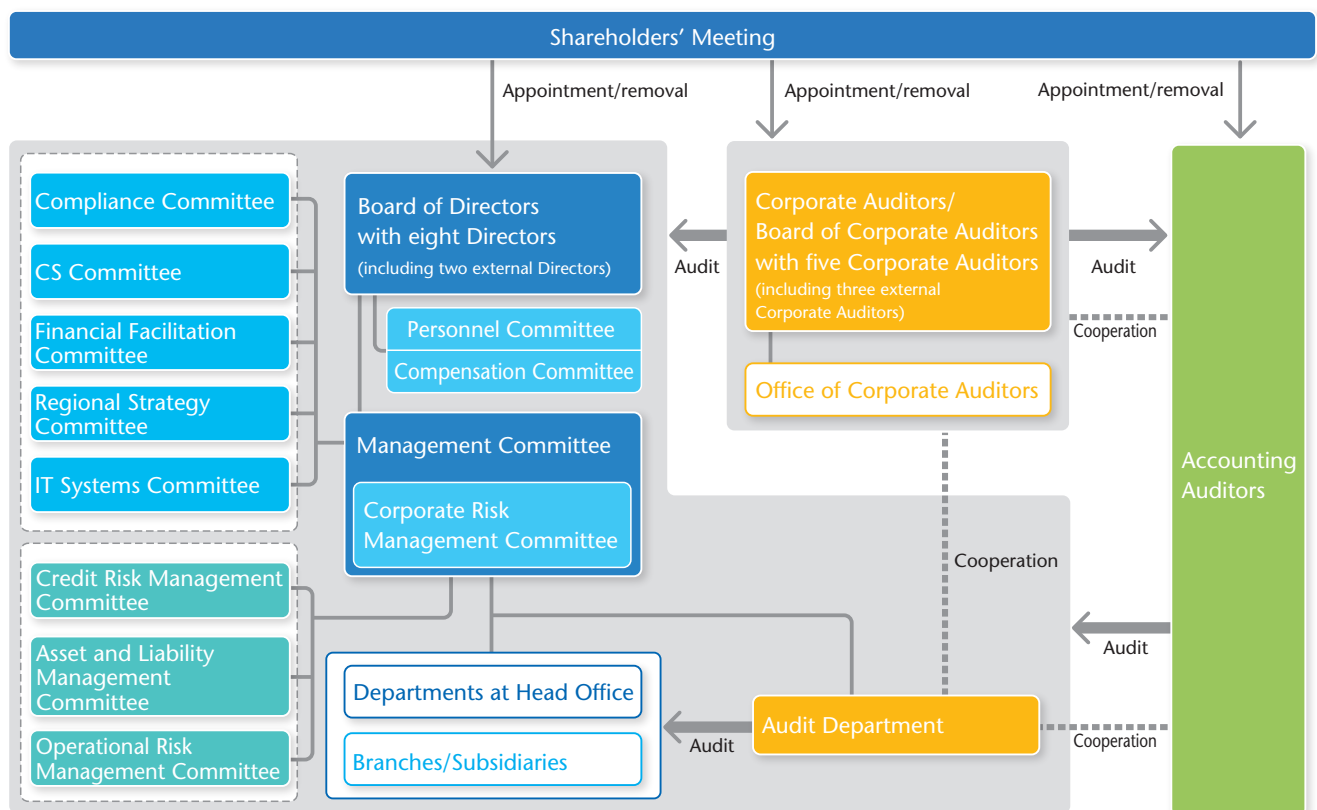 Shareholders’ Meeting
Appointment/removal
Appointment/removal
Appointment/removal
Compliance Committee
CS Committee
Financial Facilitation
Committee
Regional Strategy
Committee
IT Systems Committee
Board of Directors
with eight Directors
(including two external Directors)
Personnel Committee
Compensation Committee
Management Committee
Corporate Risk
Management Committee
Audit
Corporate Auditors/
Board of Corporate Auditors
with five Corporate Auditors
(including three external
Corporate Auditors)
Office of Corporate Auditors
Audit
Cooperation
Accounting
Auditors
Cooperation
Credit Risk Management
Committee
Asset and Liability
Management
Committee
Operational Risk
Management Committee
Departments at Head Office
Branches/Subsidiaries
Audit
Audit Department
Audit
Cooperation